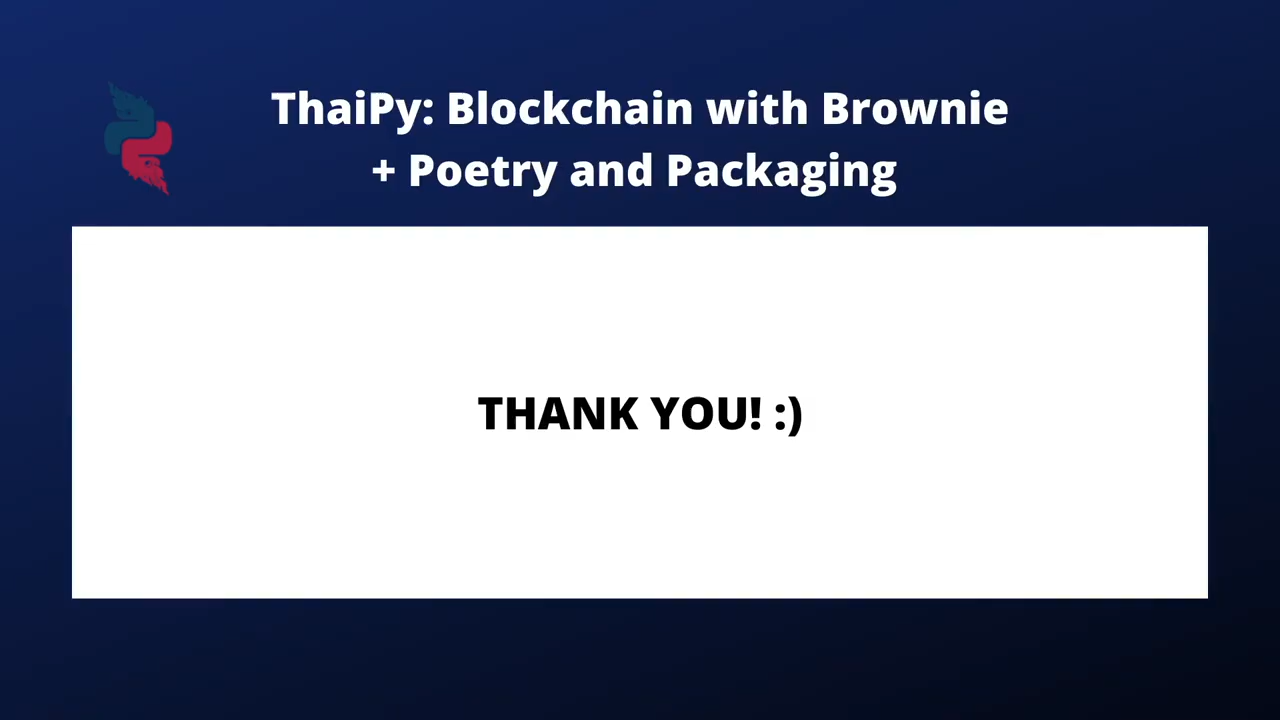 ThaiPy: Blockchain with Brownie
+ Poetry and Packaging
THANK YOU! :)